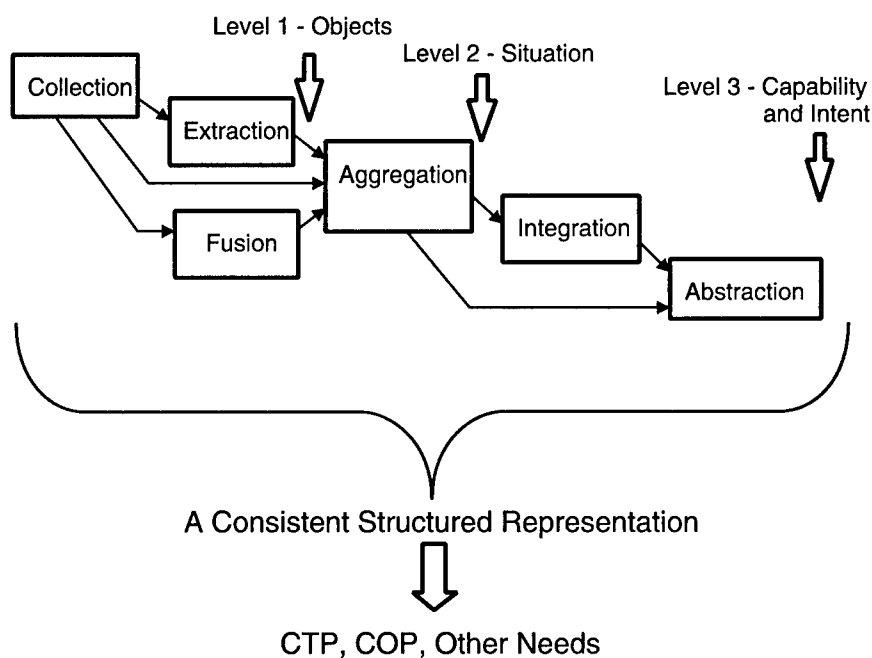 Level 1 - Objects
Level 2 - Situation
Level 3 - Capability
and Intent
Collection
Extraction
Aggregation
Fusion
Integration
Abstraction
A Consistent Structured Representation
CTP, COP, Other Needs